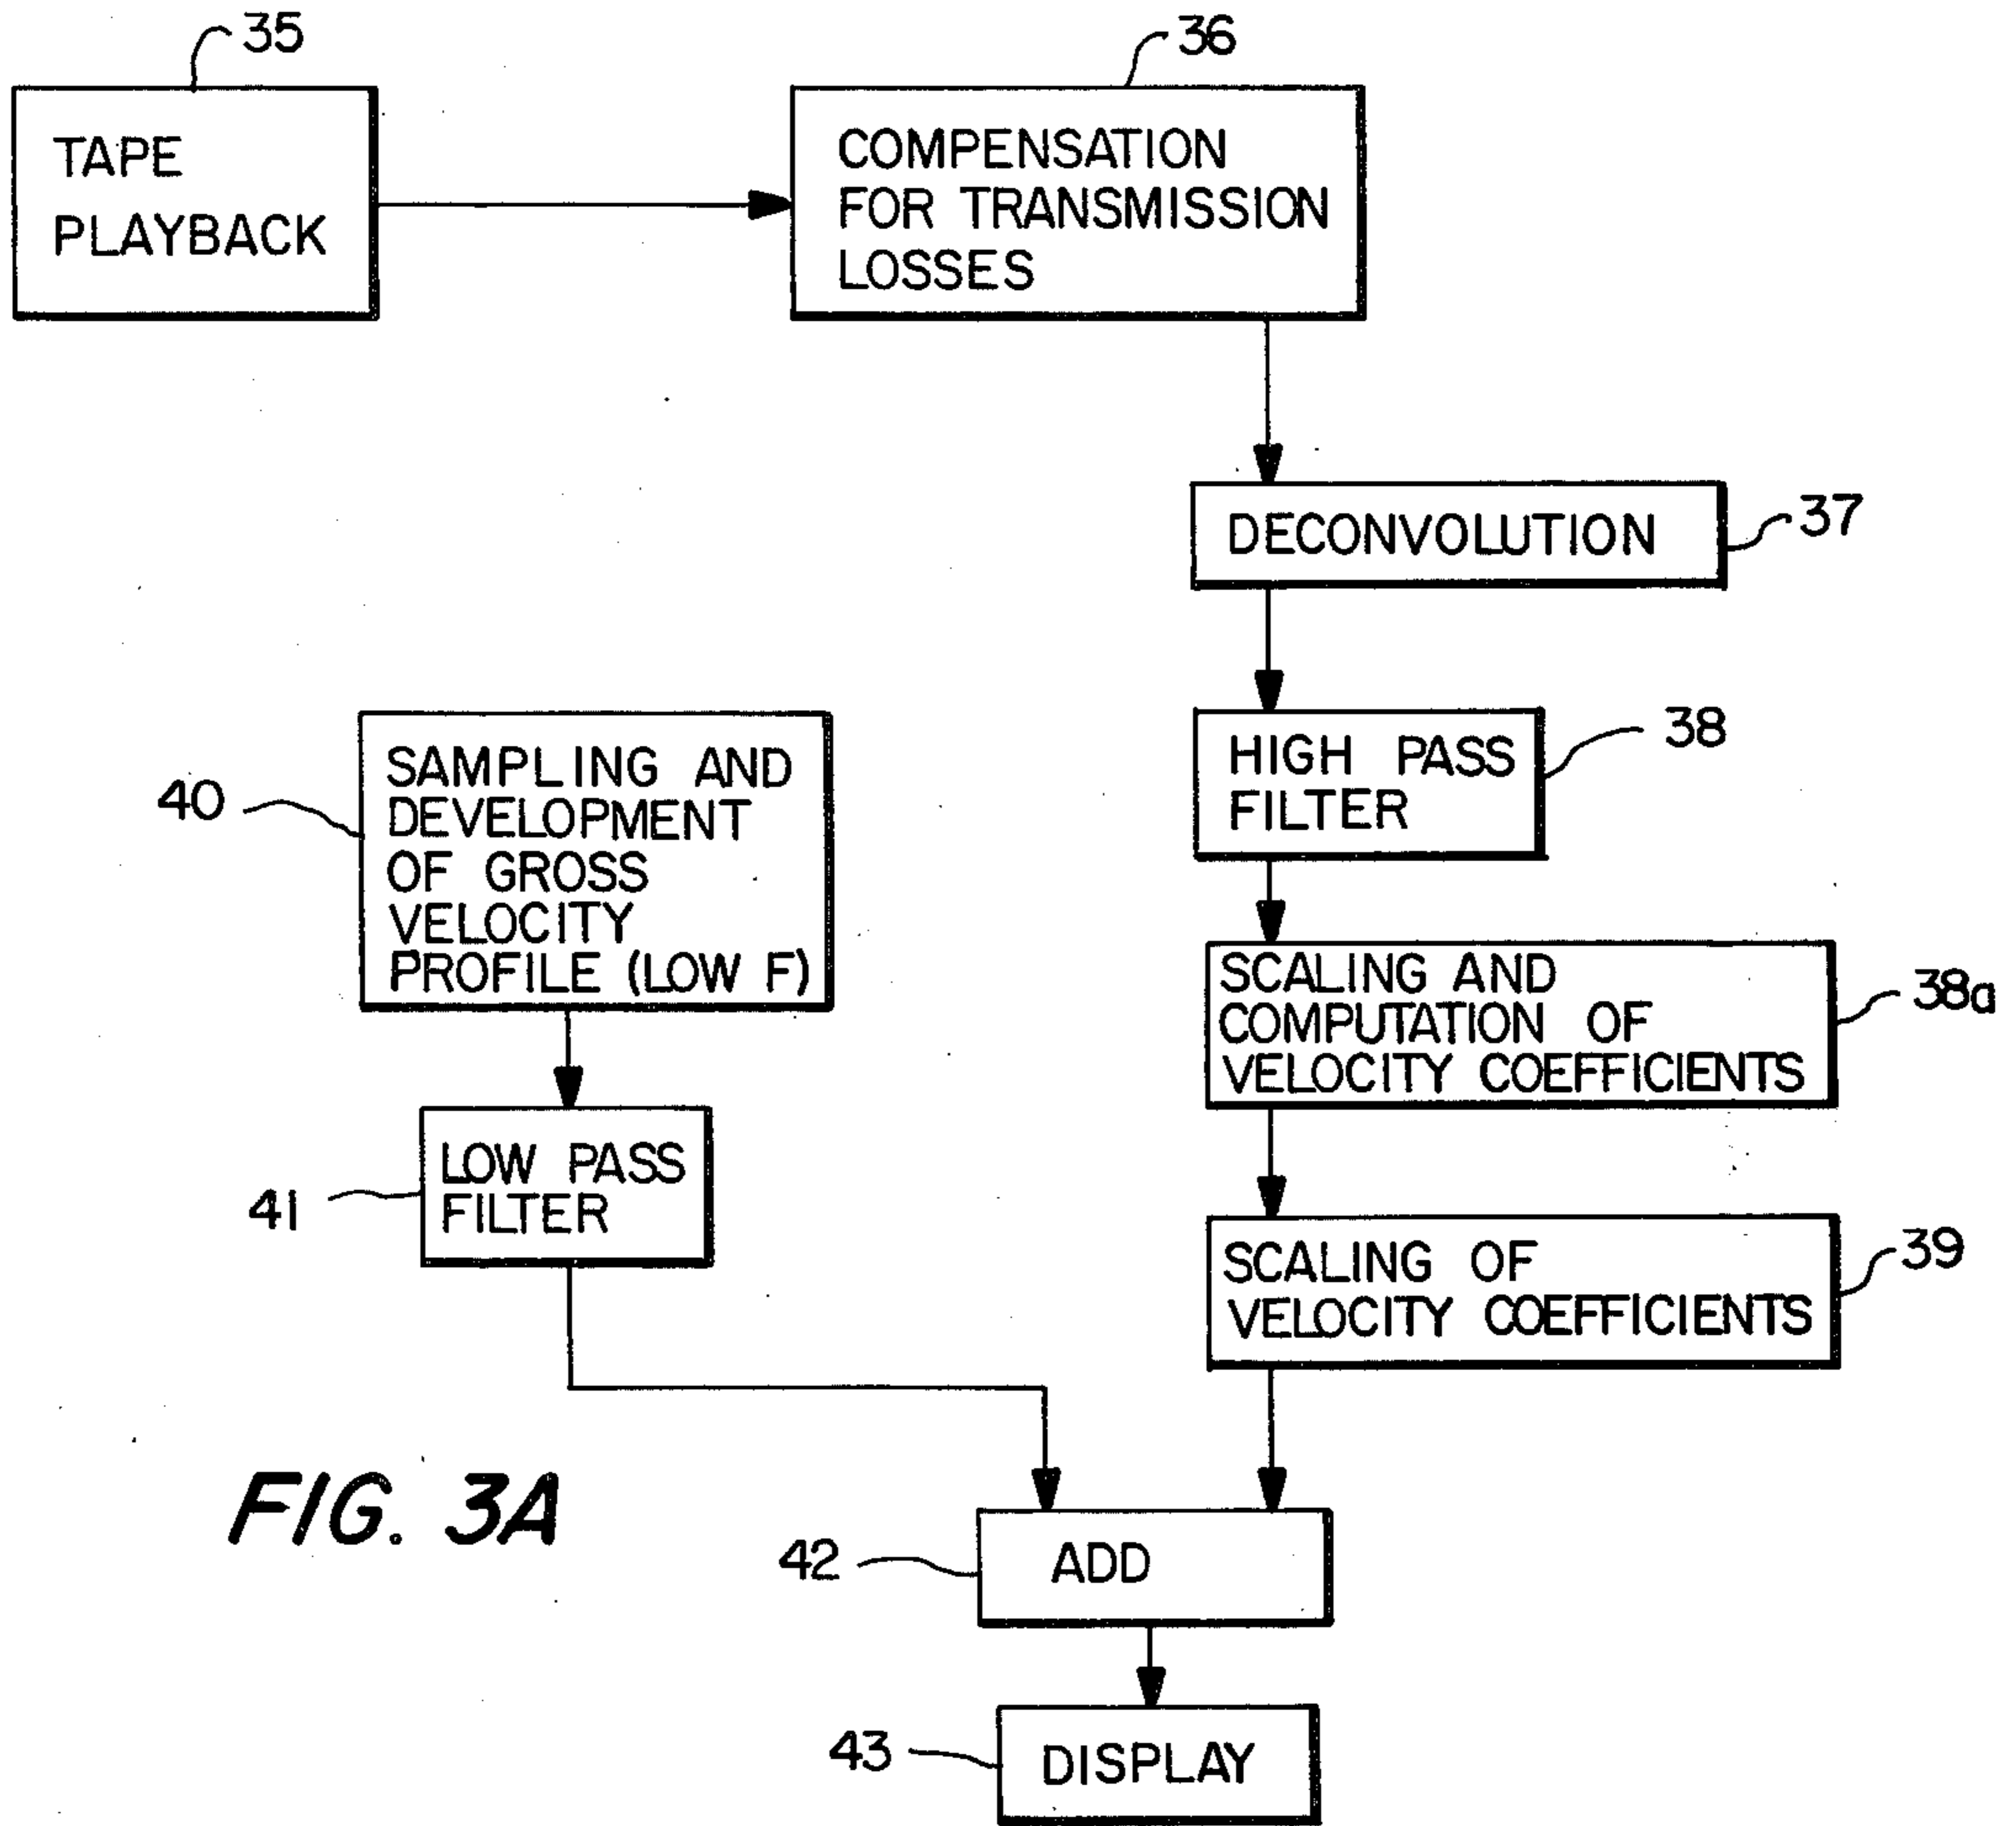 35
TAPE
PLAYBACK
36
COMPENSATION
FOR TRANSMISSION
LOSSES
DECONVOLUTION
37
HIGH PASS
FILTER
38
40
SAMPLING AND
DEVELOPMENT
OF GROSS
VELOCITY
PROFILE (LOW F)
SCALING AND
COMPUTATION OF
VELOCITY COEFFICIENTS
38a
41
LOW PASS
FILTER
SCALING OF
VELOCITY COEFFICIENTS
39
FIG. 3A
42
ADD
43
DISPLAY